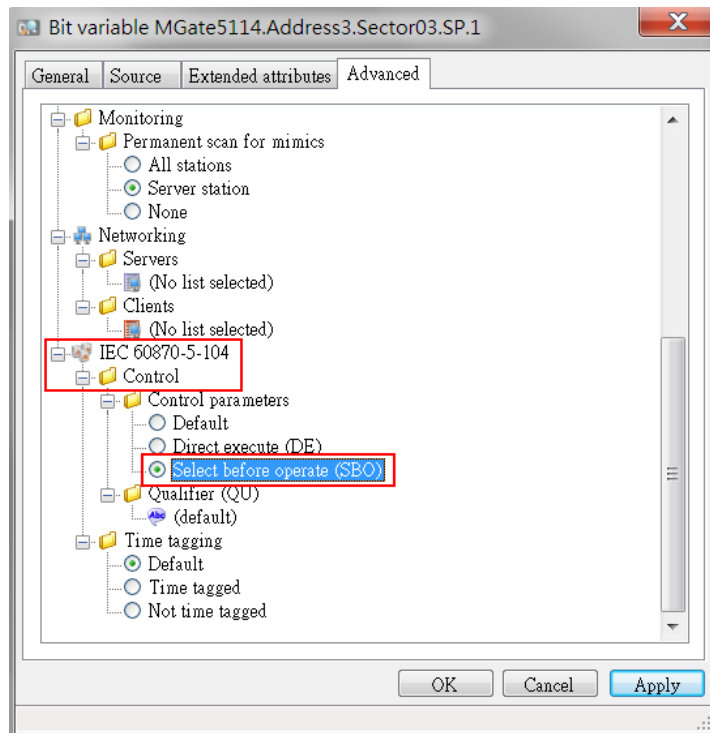 Bit variable MGate5114.Address3.Sector03.SP.1
General Source Extended attributes Advanced
Monitoring
Permanent scan for mimics
All stations
Server station
None
Networking
Servers
(No list selected)
Clients
(No list selected)
IEC 60870-5-104
Control
Control parameters
Default
Direct execute (DE)
Select before operate (SBO)
Qualifier (QU)
Abc (default)
Time tagging
Default
Time tagged
Not time tagged
OK Cancel Apply